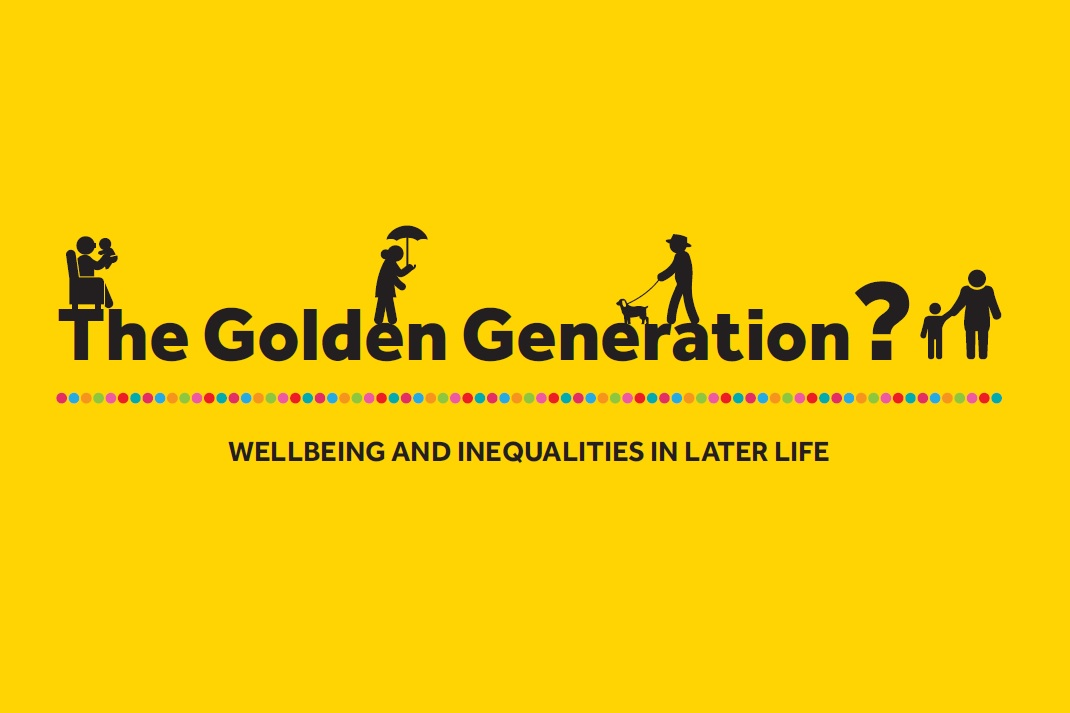 The Golden Generation?
WELLBEING AND INEQUALITIES IN LATER LIFE